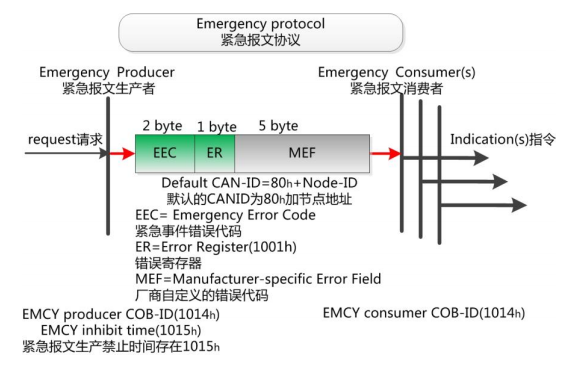 Emergency protocol
紧急报文协议
Emergency Producer
紧急报文生产者
Emergency Consumer(s)
紧急报文消费者
2 byte 1 byte 5 byte
request请求
EEC ER MEF
Indication(s)指令
Default CAN-ID=80h+Node-ID
默认的CANID为80h加节点地址
EEC= Emergency Error Code
紧急事件错误代码
ER=Error Register(1001h)
错误寄存器
MEF=Manufacturer-specific Error Field
厂商自定义的错误代码
EMCY producer COB-ID(1014h)
EMCY inhibit time(1015h)
紧急报文生产禁止时间存在1015h
EMCY consumer COB-ID(1014h)